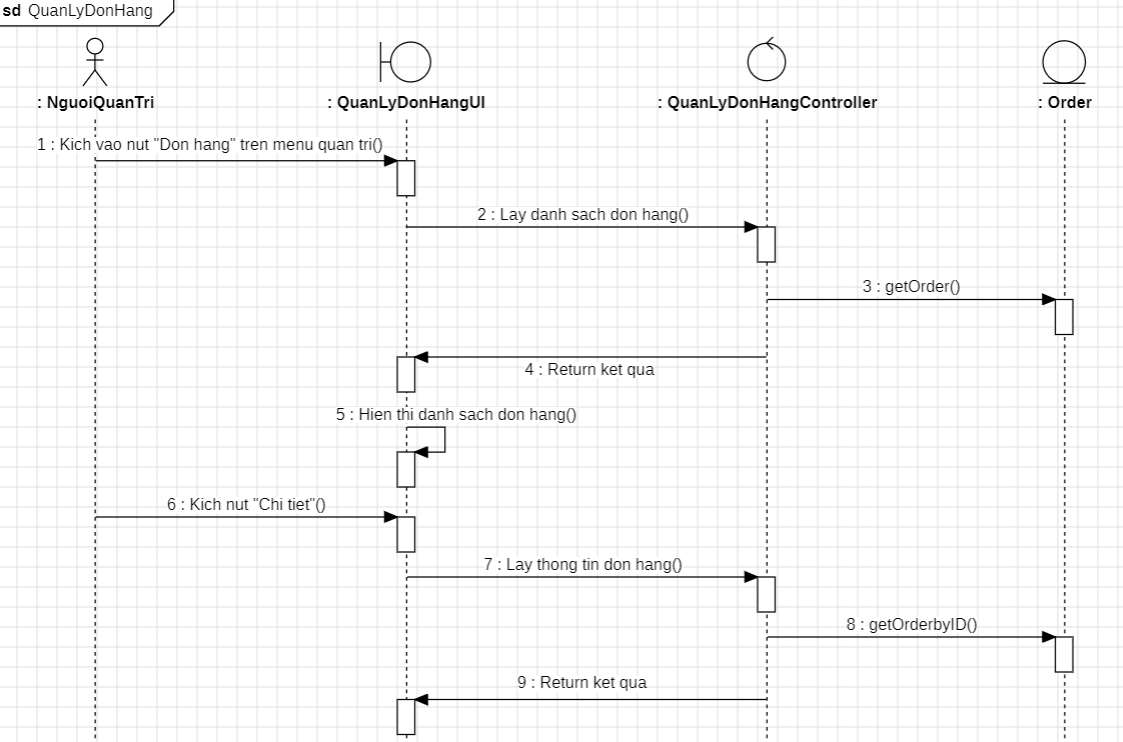 sd QuanLyDonHang
: NguoiQuanTri
: QuanLyDonHangUI
: QuanLyDonHangController
: Order
1 : Kich vao nut "Don hang" tren menu quan tri()
2 : Lay danh sach don hang()
3 : getOrder()
4 : Return ket qua
5 : Hien thi danh sach don hang()
6 : Kich nut "Chi tiet"()
7 : Lay thong tin don hang()
8 : getOrderbyID()
9 : Return ket qua